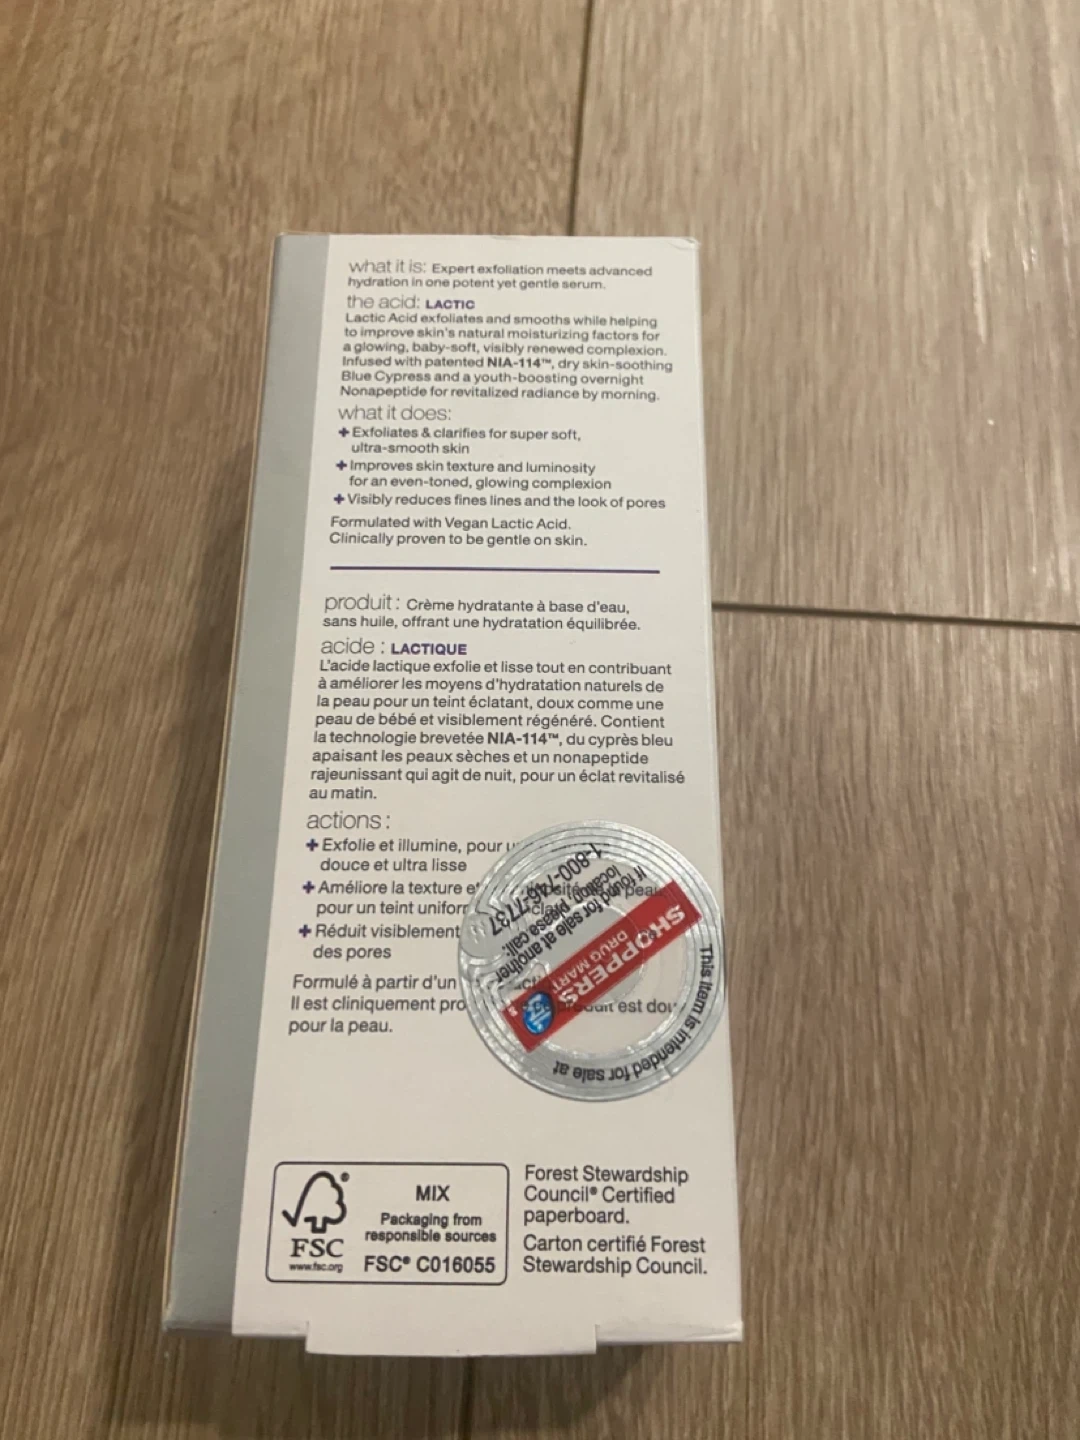 what it is: Expert exfoliation meets advanced
hydration in one potent yet gentle serum.
the acid: LACTIC
Lactic Acid exfoliates and smooths while helping
to improve skin's natural moisturizing factors for
a glowing, baby-soft, visibly renewed complexion.
Infused with patented NIA-114™, dry skin-soothing
Blue Cypress and a youth-boosting overnight
Nonapeptide for revitalized radiance by morning.
what it does:
+ Exfoliates & clarifies for super soft,
ultra-smooth skin
+ Improves skin texture and luminosity
for an even-toned, glowing complexion
+ Visibly reduces fines lines and the look of pores
Formulated with Vegan Lactic Acid.
Clinically proven to be gentle on skin.
produit : Crème hydratante à base d'eau,
sans huile, offrant une hydratation équilibrée.
acide : LACTIQUE
L'acide lactique exfolie et lisse tout en contribuant
à améliorer les moyens d'hydratation naturels de
la peau pour un teint éclatant, doux comme une
peau de bébé et visiblement régénéré. Contient
la technologie brevetée NIA-114™, du cyprès bleu
apaisant les peaux sèches et un nonapeptide
rajeunissant qui agit de nuit, pour un éclat revitalisé
au matin.
actions :
+ Exfolie et illumine, pour
douce et ultra lisse
+ Améliore la texture
pour un teint
+ Réduit visiblement
des pores
Formulé à partir d'un
Il est cliniquement est
pour la peau.
This item is intended for sale at
SHOPPERS
DRUG MART
If found for sale at another
location, please call:
1-800-746-7737
FSC
www.fsc.org
MIX
Packaging from
responsible sources
FSC® C016055
Forest Stewardship
Council® Certified
paperboard.
Carton certifié Forest
Stewardship Council.